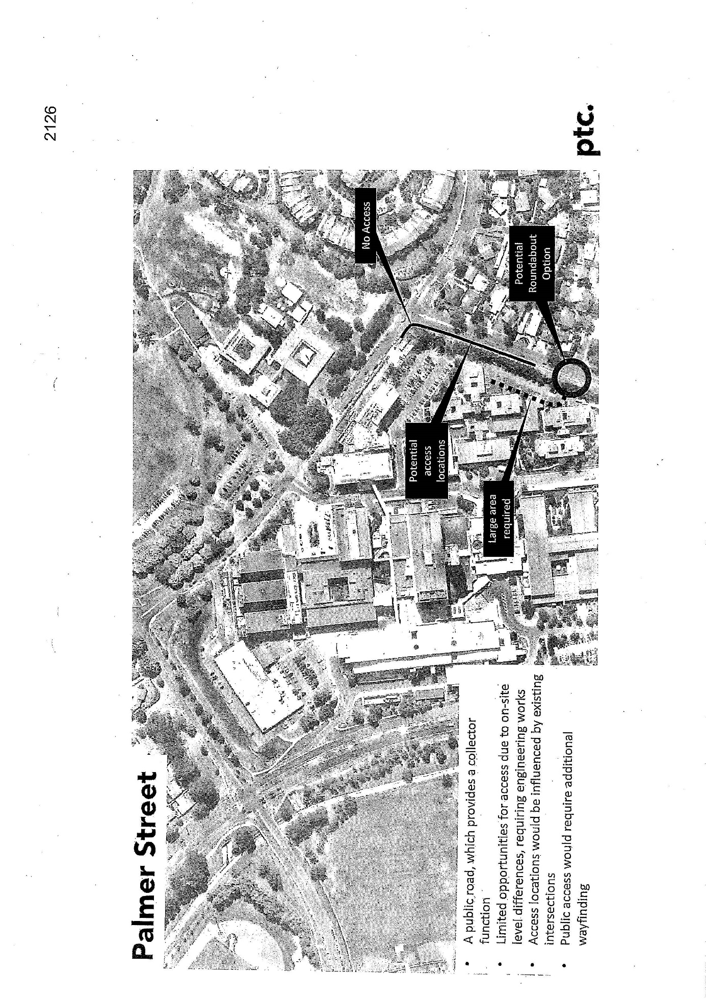 2126
Palmer Street
No Access
Potential
Roundabout
Option
Potential
access
locations
Large area
required
• A public road, which provides a collector
function
• Limited opportunities for access due to on-site
level differences, requiring engineering works
• Access locations would be influenced by existing
intersections
• Public access would require additional
wayfinding
ptc.